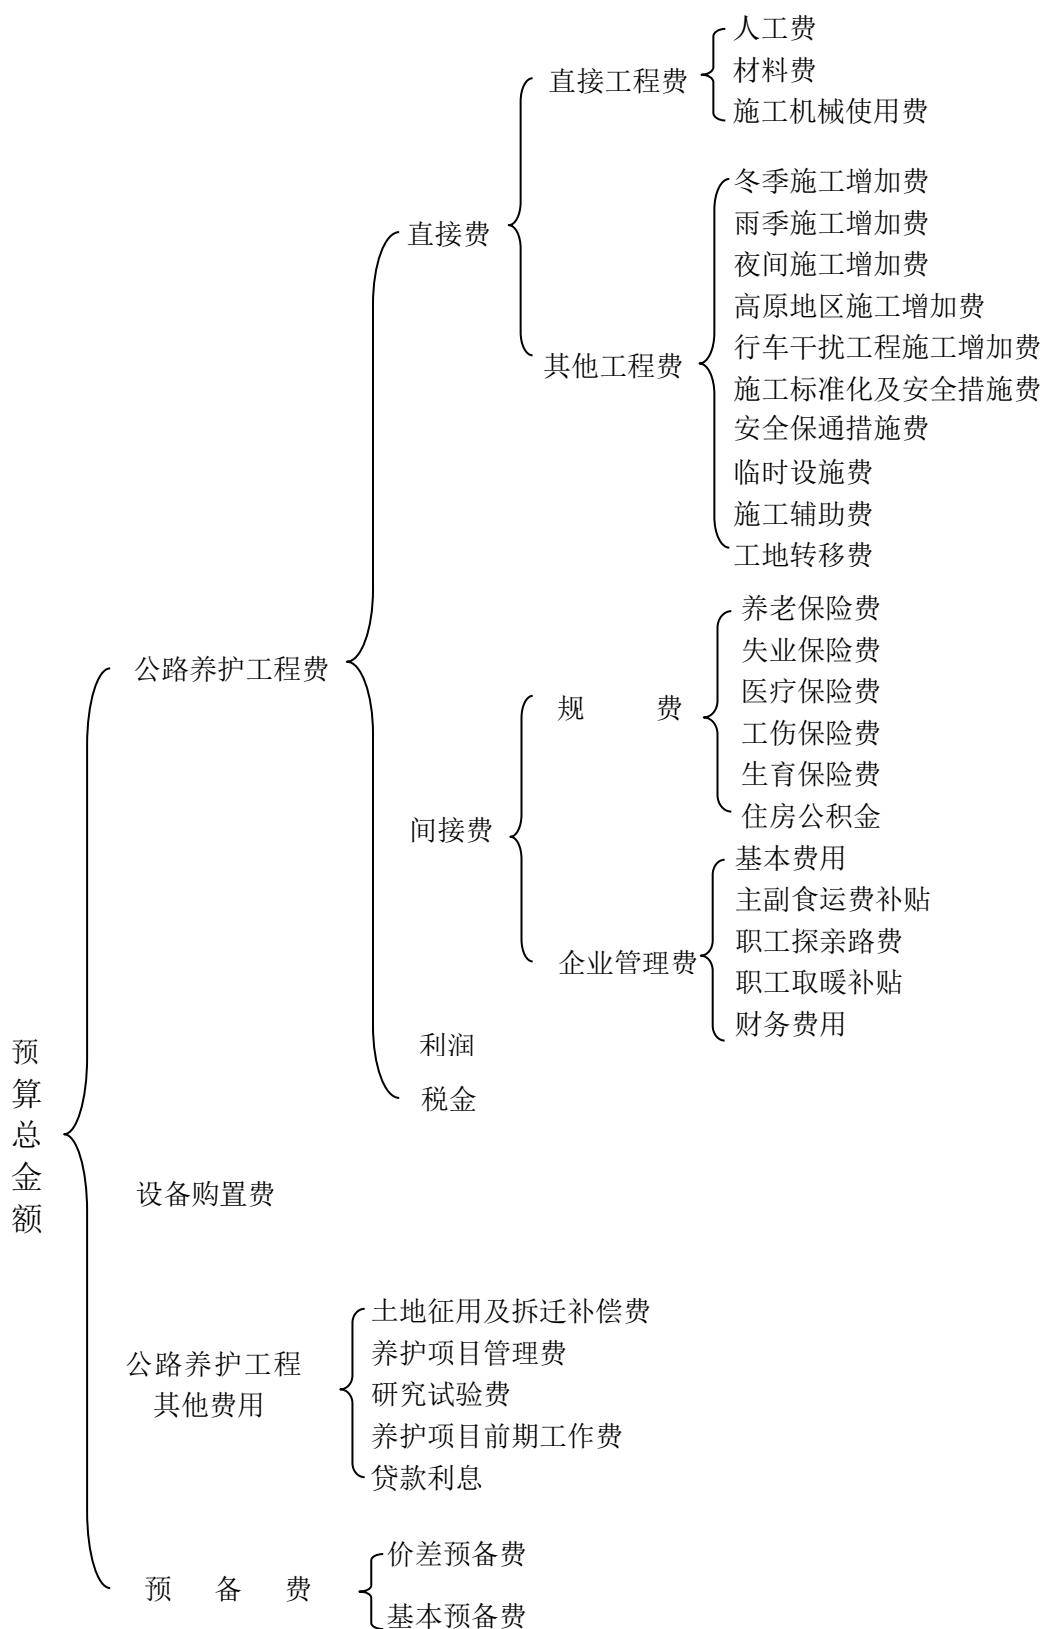 预算总金额
公路养护工程费
直接费
直接工程费
人工费
材料费
施工机械使用费
其他工程费
冬季施工增加费
雨季施工增加费
夜间施工增加费
高原地区施工增加费
行车干扰工程施工增加费
施工标准化及安全措施费
安全保通措施费
临时设施费
施工辅助费
工地转移费
间接费
规 费
养老保险费
失业保险费
医疗保险费
工伤保险费
生育保险费
住房公积金
企业管理费
基本费用
主副食运费补贴
职工探亲路费
职工取暖补贴
财务费用
利润
税金
设备购置费
公路养护工程
其他费用
土地征用及拆迁补偿费
养护项目管理费
研究试验费
养护项目前期工作费
贷款利息
预 备 费
价差预备费
基本预备费